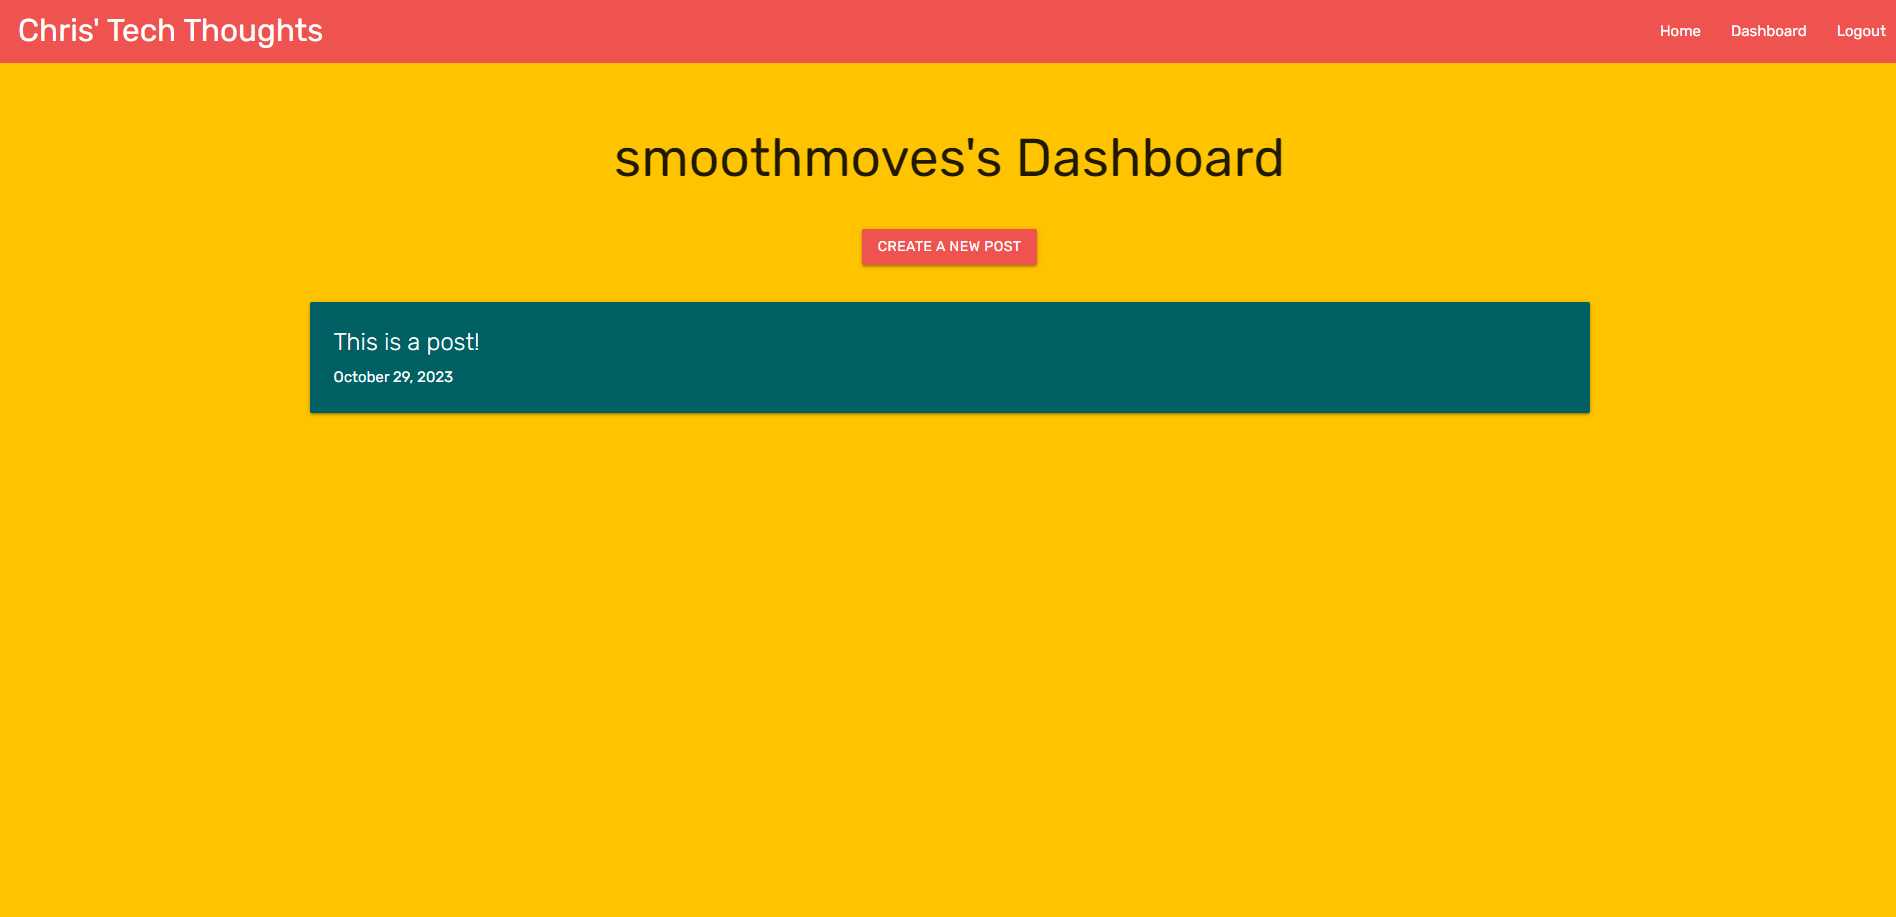 Chris' Tech Thoughts
Home Dashboard Logout
smoothmoves's Dashboard
CREATE A NEW POST
This is a post!
October 29, 2023